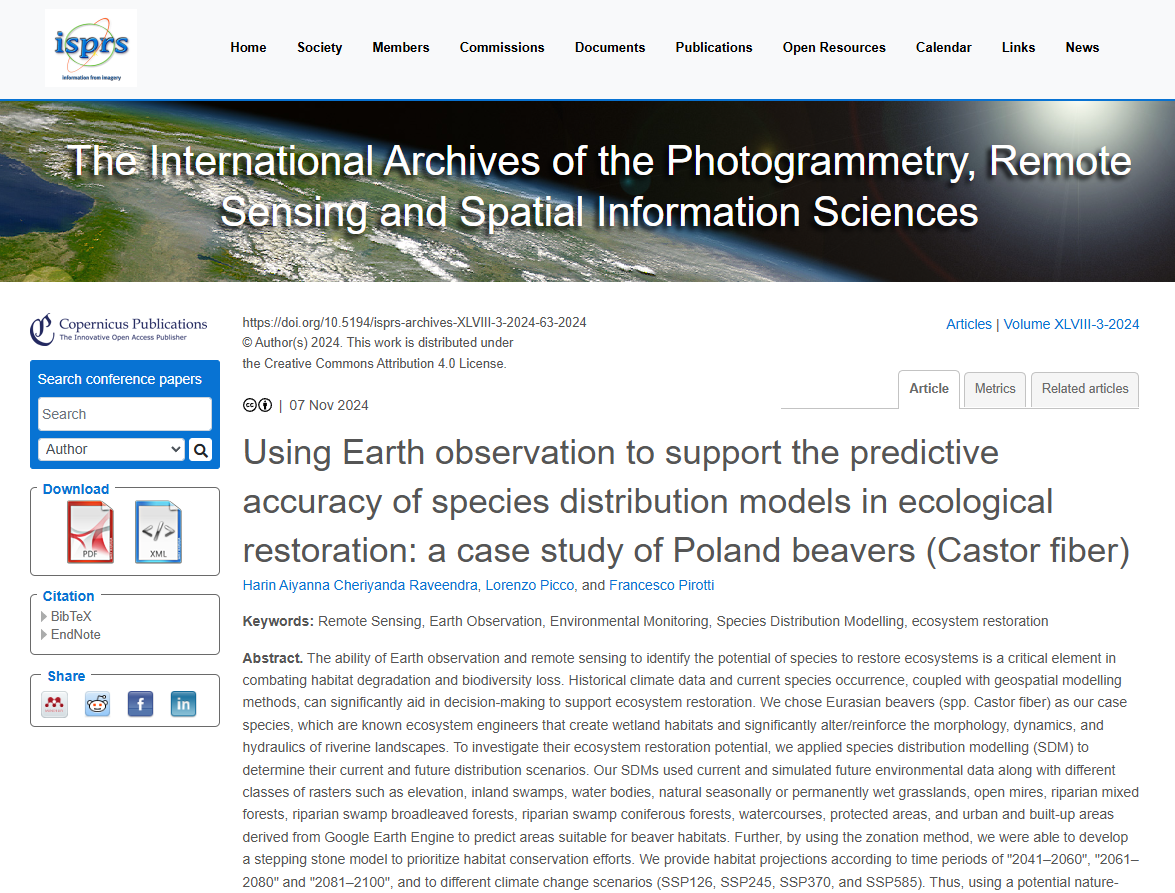 isprs
Information from imagery
Home Society Members Commissions Documents Publications Open Resources Calendar Links News
The International Archives of the Photogrammetry, Remote
Sensing and Spatial Information Sciences
Copernicus Publications
The Innovative Open Access Publisher
Search conference papers
Search
Author
Download
PDF XML
Citation
BibTeX
EndNote
Share
MENDELEY
f in
https://doi.org/10.5194/isprs-archives-XLVIII-3-2024-63-2024
© Author(s) 2024. This work is distributed under
the Creative Commons Attribution 4.0 License.
Articles | Volume XLVIII-3-2024
Article Metrics Related articles
cc | 07 Nov 2024
Using Earth observation to support the predictive
accuracy of species distribution models in ecological
restoration: a case study of Poland beavers (Castor fiber)
Harin Aiyanna Cheriyanda Raveendra, Lorenzo Picco, and Francesco Pirotti
Keywords: Remote Sensing, Earth Observation, Environmental Monitoring, Species Distribution Modelling, ecosystem restoration
Abstract. The ability of Earth observation and remote sensing to identify the potential of species to restore ecosystems is a critical element in
combating habitat degradation and biodiversity loss. Historical climate data and current species occurrence, coupled with geospatial modelling
methods, can significantly aid in decision-making to support ecosystem restoration. We chose Eurasian beavers (spp. Castor fiber) as our case
species, which are known ecosystem engineers that create wetland habitats and significantly alter/reinforce the morphology, dynamics, and
hydraulics of riverine landscapes. To investigate their ecosystem restoration potential, we applied species distribution modelling (SDM) to
determine their current and future distribution scenarios. Our SDMs used current and simulated future environmental data along with different
classes of rasters such as elevation, inland swamps, water bodies, natural seasonally or permanently wet grasslands, open mires, riparian mixed
forests, riparian swamp broadleaved forests, riparian swamp coniferous forests, watercourses, protected areas, and urban and built-up areas
derived from Google Earth Engine to predict areas suitable for beaver habitats. Further, by using the zonation method, we were able to develop
a stepping stone model to prioritize habitat conservation efforts. We provide habitat projections according to time periods of "2041–2060", "2061–
2080" and "2081–2100", and to different climate change scenarios (SSP126, SSP245, SSP370, and SSP585). Thus, using a potential nature-